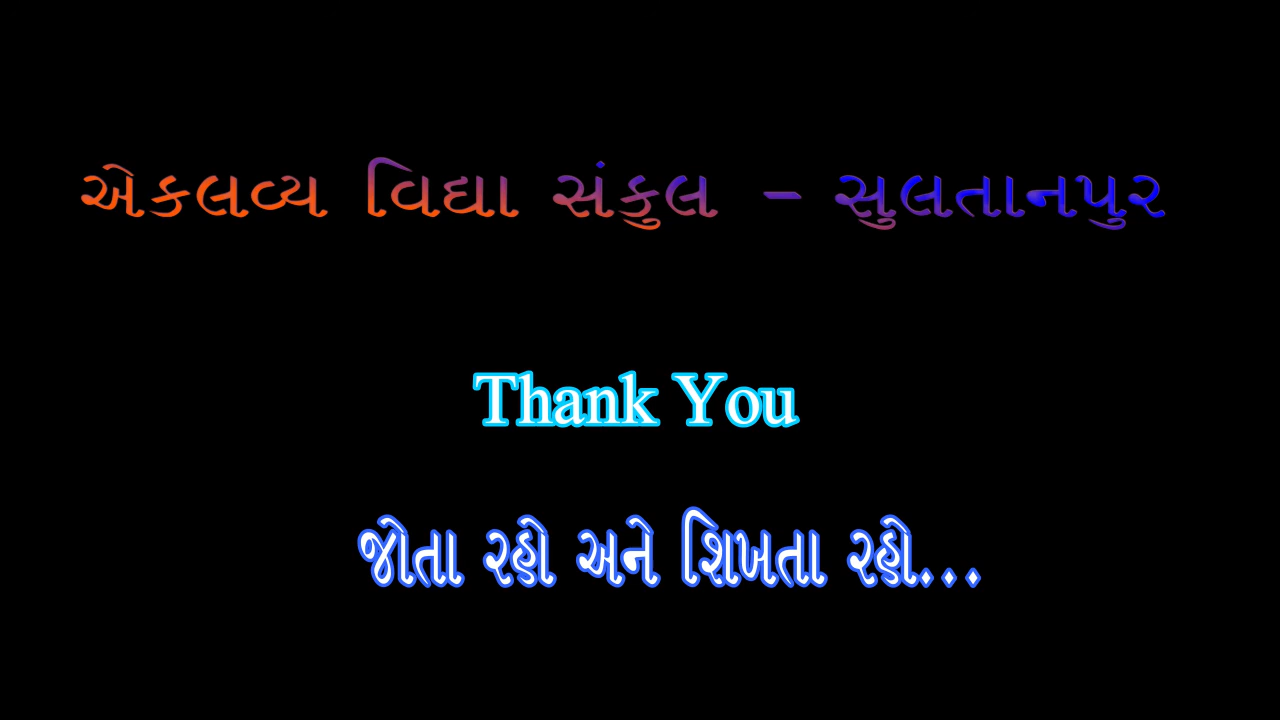 એકલવ્ય વિદ્યા સંકુલ - સુલતાનપુર
Thank You
જોતા રહો અને શિખતા રહો...